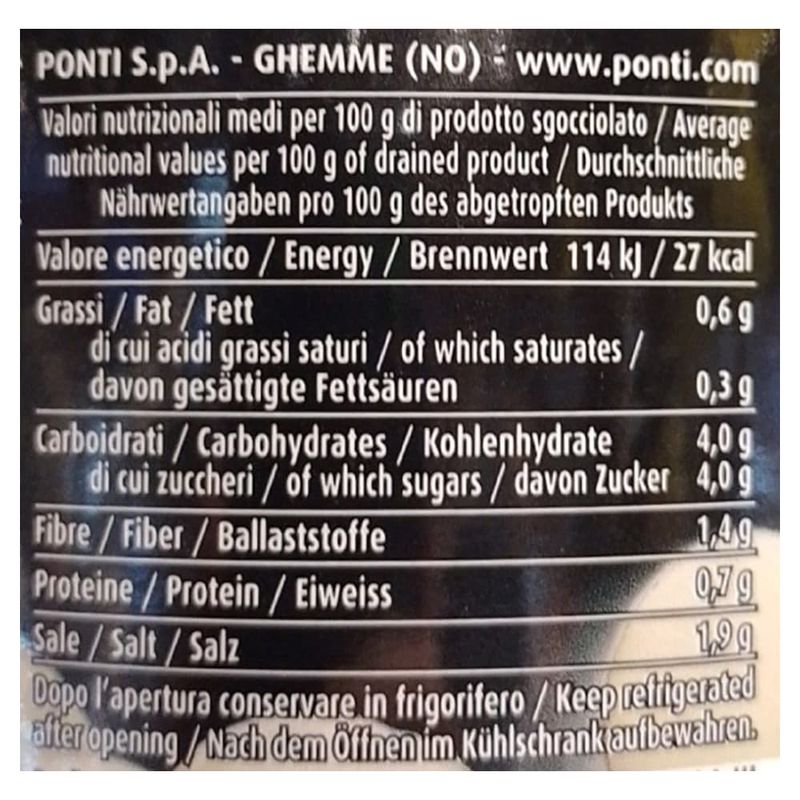 PONTI S.p.A. - GHEMME (NO) - www.ponti.com
Valori nutrizionali medi per 100 g di prodotto sgocciolato / Average
nutritional values per 100 g of drained product / Durchschnittliche
Nährwertangaben pro 100 g des abgetropften Produkts
Valore energetico / Energy / Brennwert 114 kJ / 27 kcal
Grassi / Fat / Fett 0,6 g
di cui acidi grassi saturi / of which saturates /
davon gesättigte Fettsäuren 0,3 g
Carboidrati / Carbohydrates / Kohlenhydrate 4,0 g
di cui zuccheri / of which sugars / davon Zucker 4,0 g
Fibre / Fiber / Ballaststoffe 1,4 g
Proteine / Protein / Eiweiss 0,7 g
Sale / Salt / Salz 1,9 g
Dopo l'apertura conservare in frigorifero / Keep refrigerated
after opening / Nach dem Öffnen im Kühlschrank aufbewahren.